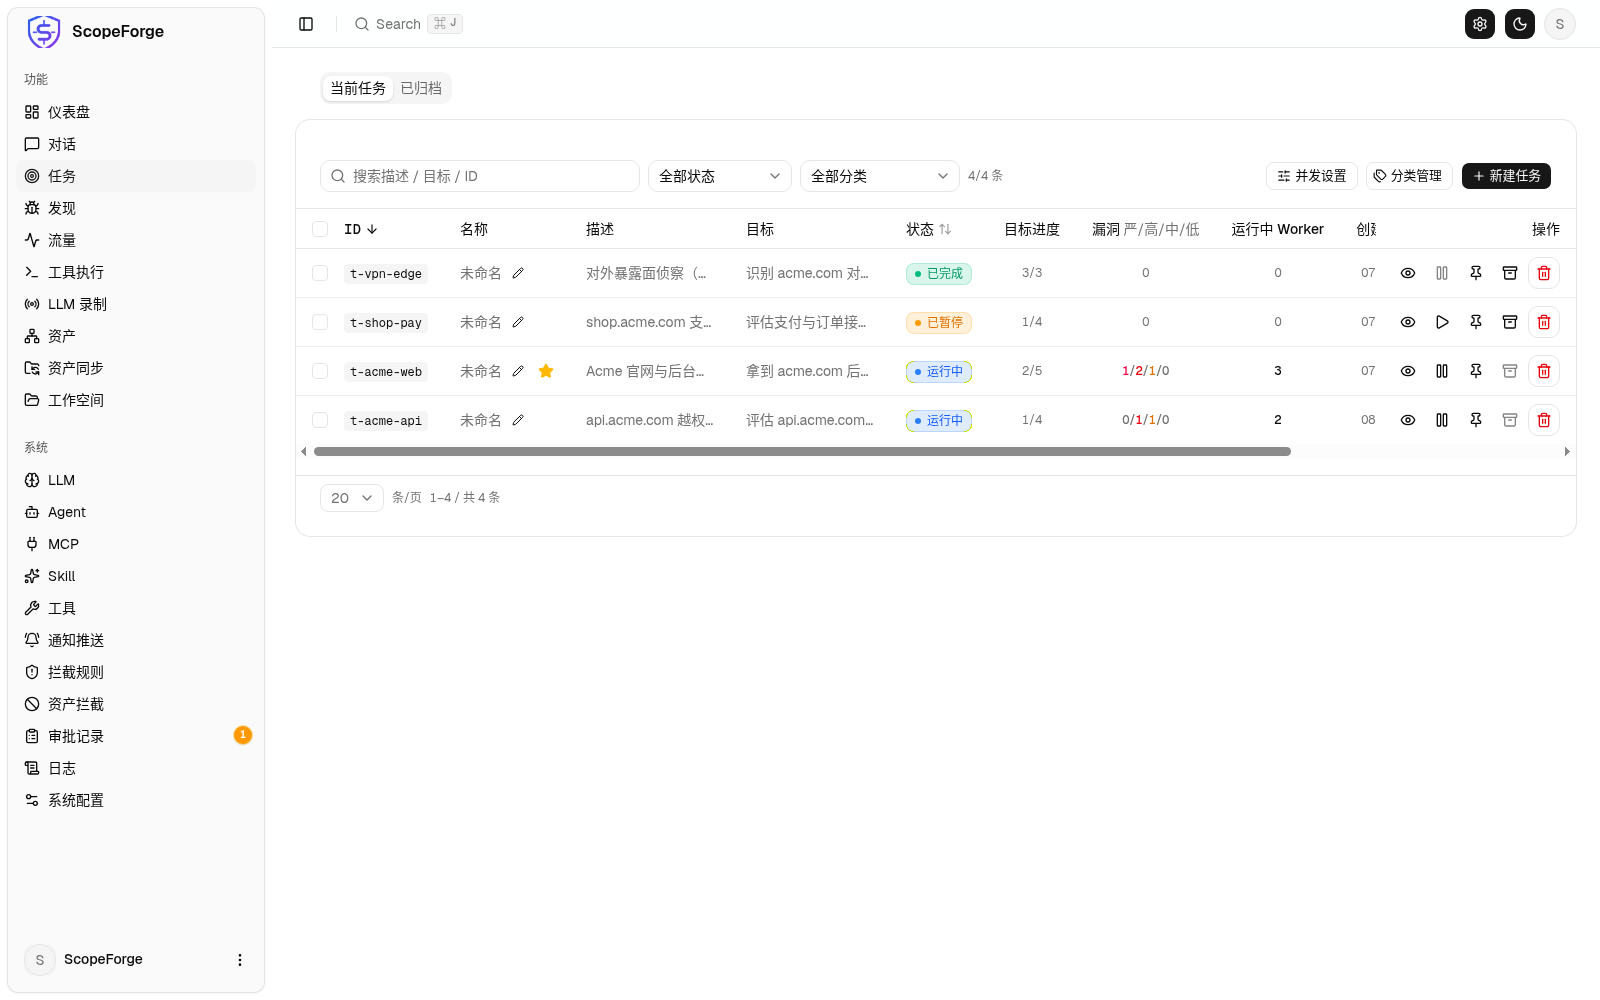 ScopeForge
功能
仪表盘
对话
任务
发现
流量
工具执行
LLM 录制
资产
资产同步
工作空间
系统
LLM
Agent
MCP
Skill
工具
通知推送
拦截规则
资产拦截
审批记录 1
日志
系统配置
S ScopeForge
Search ⌘ J
S
当前任务 已归档
搜索描述 / 目标 / ID 全部状态 全部分类 4/4 条 并发设置 分类管理 新建任务
ID 名称 描述 目标 状态 目标进度 漏洞 严/高/中/低 运行中 Worker 操作
t-vpn-edge 未命名 对外暴露面侦察（... 识别 acme.com 对... 已完成 3/3 0 0 07
t-shop-pay 未命名 shop.acme.com 支... 评估支付与订单接... 已暂停 1/4 0 0 07
t-acme-web 未命名 Acme 官网与后台... 拿到 acme.com 后... 运行中 2/5 1/2/1/0 3 07
t-acme-api 未命名 api.acme.com 越权... 评估 api.acme.com... 运行中 1/4 0/1/1/0 2 08
20 条/页 1–4 / 共 4 条